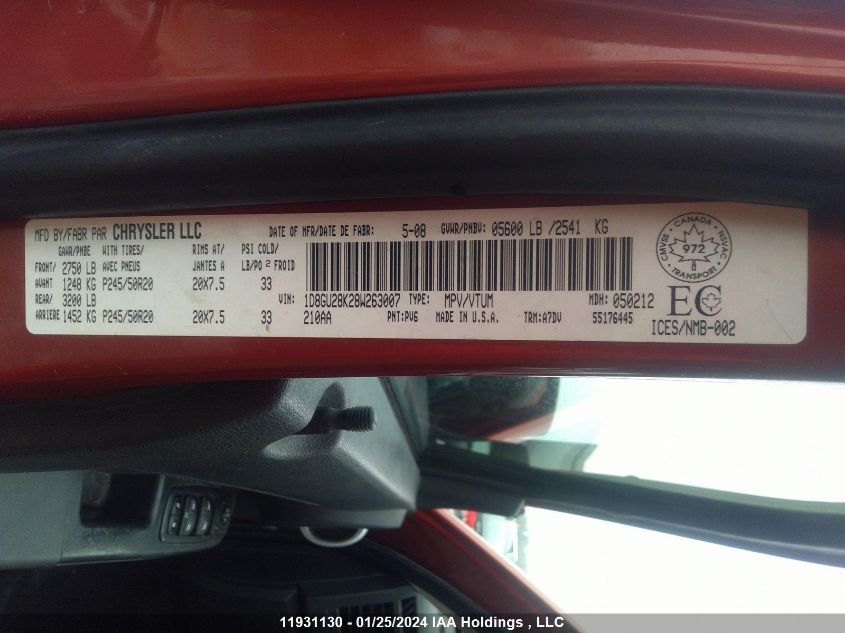 MFD BY/FABR PAR CHRYSLER LLC DATE OF MFR/DATE DE FABR: 5-08 GVWR/PNBV: 05600 LB /2541 KG
GAWR/PNBE WITH TIRES/ RIMS AT/ PSI COLD/
FRONT/ 2750 LB AVEC PNEUS JANTES A LB/PO² FROID
AVANT 1248 KG P245/50R20 20X7.5 33
REAR/ 3200 LB VIN: 1D8GU28K28W263007 TYPE: MPV/VTUM MDH: 050212
ARRIERE 1452 KG P245/50R20 20X7.5 33 210AA PNT:PV6 MADE IN U.S.A. TRM:A7DV 55176445
CANADA
CMVSS 972 NSVAC
TRANSPORT
EC
ICES/NMB-002
11931130 - 01/25/2024 IAA Holdings , LLC